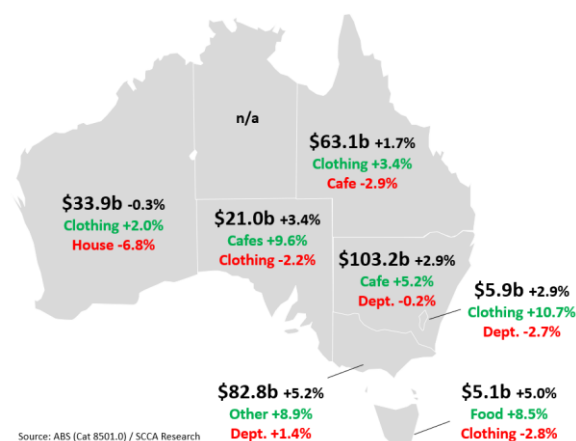 n/a
$63.1b +1.7%
Clothing +3.4%
Cafe -2.9%
$33.9b -0.3%
Clothing +2.0%
House -6.8%
$21.0b +3.4%
Cafes +9.6%
Clothing -2.2%
$103.2b +2.9%
Cafe +5.2%
Dept. -0.2%
$5.9b +2.9%
Clothing +10.7%
Dept. -2.7%
$82.8b +5.2%
Other +8.9%
Dept. +1.4%
$5.1b +5.0%
Food +8.5%
Clothing -2.8%
Source: ABS (Cat 8501.0) / SCCA Research